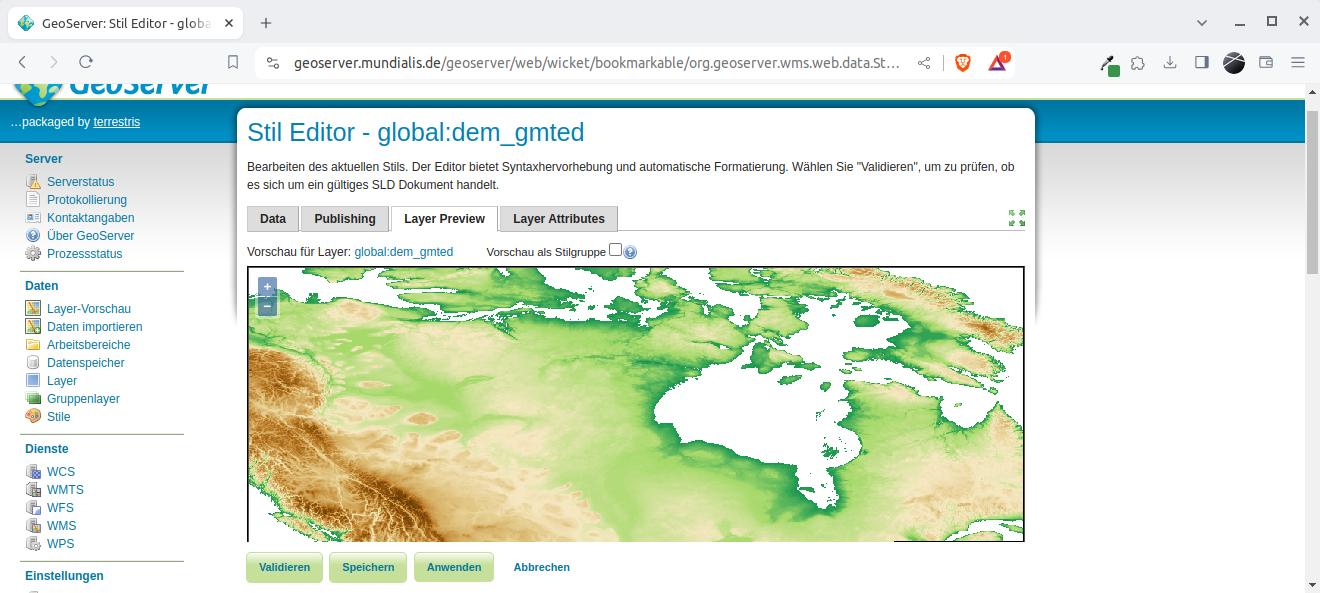 GeoServer: Stil Editor - globa
geoserver.mundialis.de/geoserver/web/wicket/bookmarkable/org.geoserver.wms.web.data.St...
1
GeoServer
...packaged by terrestris
Server
Serverstatus
Protokollierung
Kontaktangaben
Über GeoServer
Prozessstatus
Daten
Layer-Vorschau
Daten importieren
Arbeitsbereiche
Datenspeicher
Layer
Gruppenlayer
Stile
Dienste
WCS
WMTS
WFS
WMS
WPS
Einstellungen
Stil Editor - global:dem_gmted
Bearbeiten des aktuellen Stils. Der Editor bietet Syntaxhervorhebung und automatische Formatierung. Wählen Sie "Validieren", um zu prüfen, ob
es sich um ein gültiges SLD Dokument handelt.
Data Publishing Layer Preview Layer Attributes
Vorschau für Layer: global:dem_gmted Vorschau als Stilgruppe
+
−
Validieren Speichern Anwenden Abbrechen